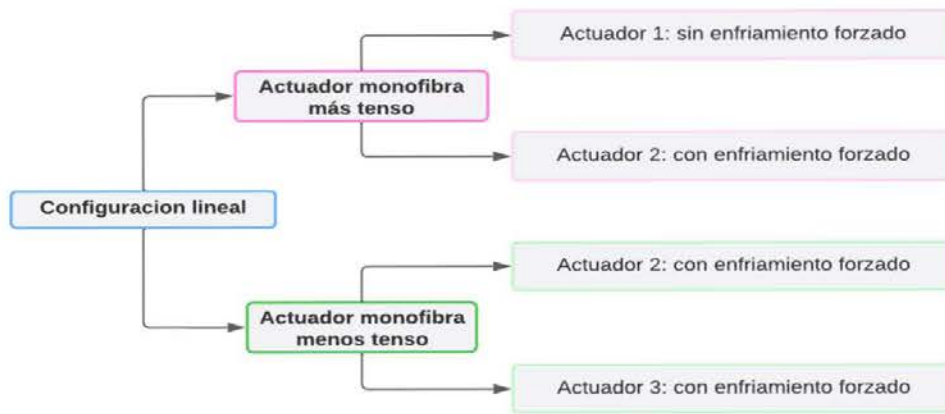 Actuador 1: sin enfriamiento forzado
Actuador monofibra
más tenso
Actuador 2: con enfriamiento forzado
Configuracion lineal
Actuador 2: con enfriamiento forzado
Actuador monofibra
menos tenso
Actuador 3: con enfriamiento forzado